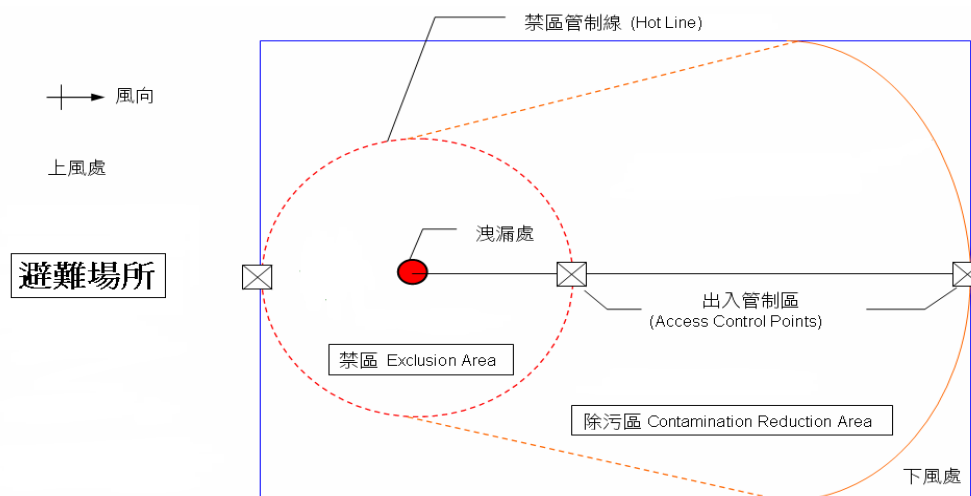 禁區管制線 (Hot Line)
風向
上風處
洩漏處
避難場所
出入管制區
(Access Control Points)
禁區 Exclusion Area
除污區 Contamination Reduction Area
下風處